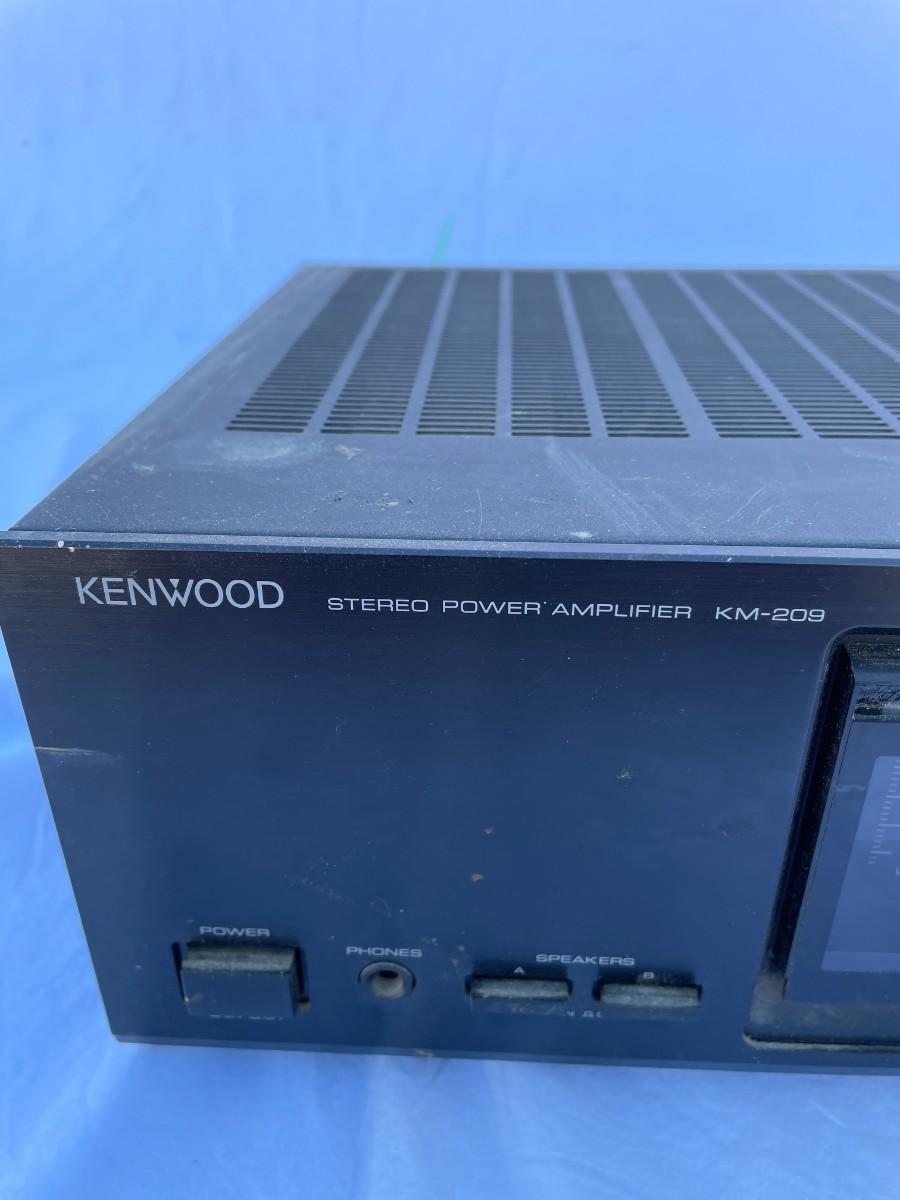 KENWOOD STEREO POWER AMPLIFIER KM-209
POWER
PHONES
SPEAKERS
A B